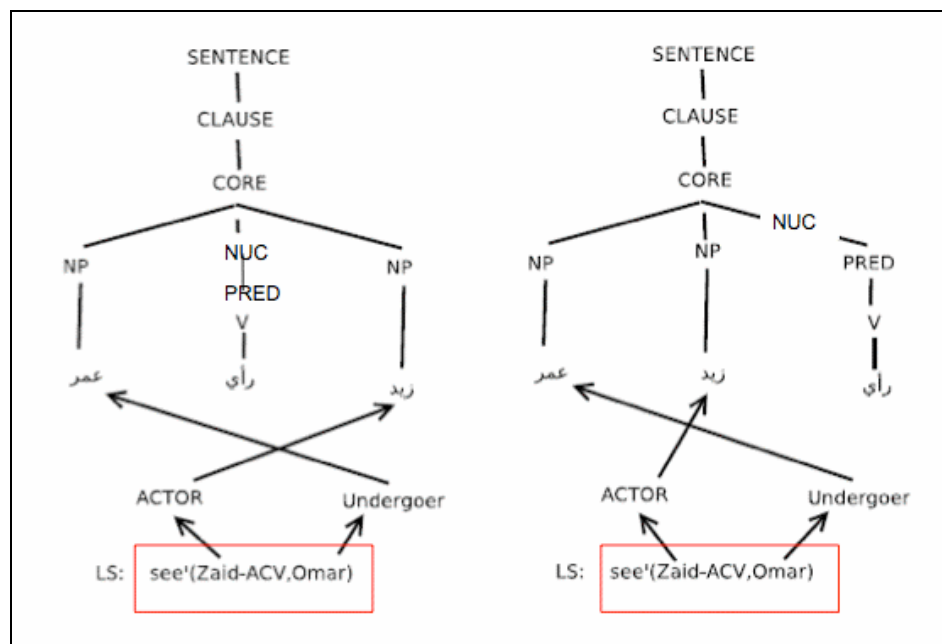 SENTENCE
CLAUSE
CORE
NP NUC NP
PRED
V
عمر رأي زيد
ACTOR Undergoer
LS: see'(Zaid-ACV,Omar)
SENTENCE
CLAUSE
CORE
NUC
NP NP PRED
V
عمر زيد رأي
ACTOR Undergoer
LS: see'(Zaid-ACV,Omar)